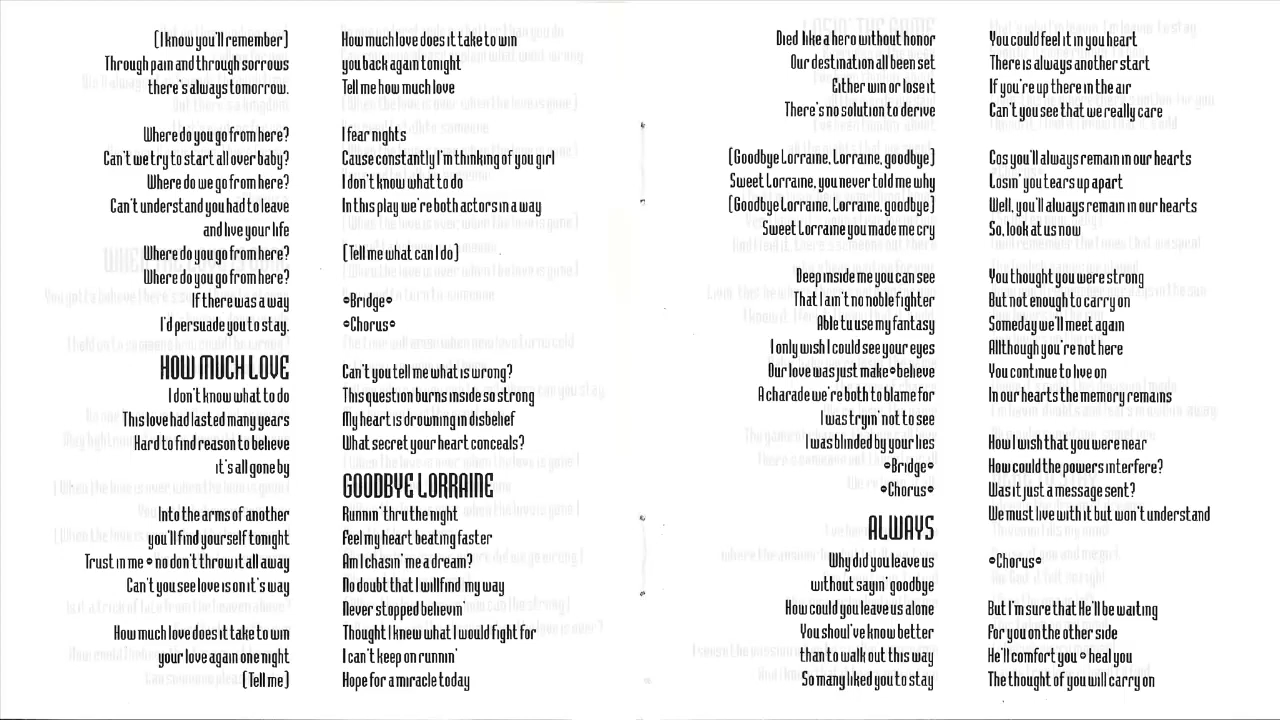 (I know you'll remember)
Through pain and through sorrows
there's always tomorrow.
Where do you go from here?
Can't we try to start all over baby?
Where do we go from here?
Can't understand you had to leave
and live your life
Where do you go from here?
Where do you go from here?
If there was a way
I'd persuade you to stay.
HOW MUCH LOVE
I don't know what to do
This love had lasted many years
Hard to find reason to believe
it's all gone by
Into the arms of another
you'll find yourself tonight
Trust in me • no don't throw it all away
Can't you see love is on it's way
How much love does it take to win
your love again one night
(Tell me)
How much love does it take to win
you back again tonight
Tell me how much love
I fear nights
Cause constantly I'm thinking of you girl
I don't know what to do
In this play we're both actors in a way
(Tell me what can I do)
•Bridge•
•Chorus•
Can't you tell me what is wrong?
This question burns inside so strong
My heart is drowning in disbelief
What secret your heart conceals?
GOODBYE LORRAINE
Runnin' thru the night
Feel my heart beating faster
Am I chasin' me a dream?
No doubt that I willfind my way
Never stopped believin'
Thought I knew what I would fight for
I can't keep on runnin'
Hope for a miracle today
Died like a hero without honor
Our destination all been set
Either win or lose it
There's no solution to derive
(Goodbye Lorraine, Lorraine, goodbye)
Sweet Lorraine, you never told me why
(Goodbye Lorraine, Lorraine, goodbye)
Sweet Lorraine you made me cry
Deep inside me you can see
That I ain't no noble fighter
Able tu use my fantasy
I only wish I could see your eyes
Our love was just make•believe
A charade we're both to blame for
I was tryin' not to see
I was blinded by your lies
•Bridge•
•Chorus•
ALWAYS
Why did you leave us
without sayin' goodbye
How could you leave us alone
You shoul've know better
than to walk out this way
So many liked you to stay
You could feel it in you heart
There is always another start
If you're up there in the air
Can't you see that we really care
Cos you'll always remain in our hearts
Losin' you tears up apart
Well, you'll always remain in our hearts
So, look at us now
You thought you were strong
But not enough to carry on
Someday we'll meet again
Allthough you're not here
You continue to live on
In our hearts the memory remains
How I wish that you were near
How could the powers interfere?
Was it just a message sent?
We must live with it but won't understand
•Chorus•
But I'm sure that He'll be waiting
For you on the other side
He'll comfort you • heal you
The thought of you will carry on